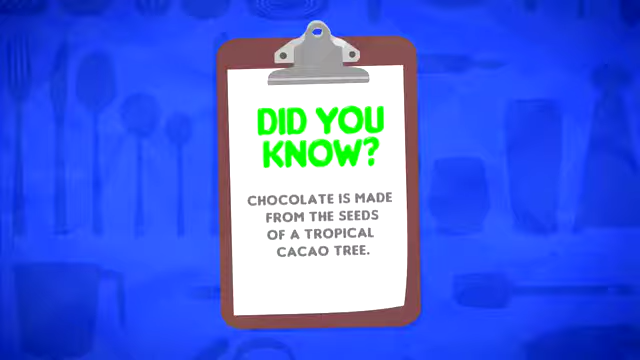 DID YOU
KNOW?
CHOCOLATE IS MADE
FROM THE SEEDS
OF A TROPICAL
CACAO TREE.